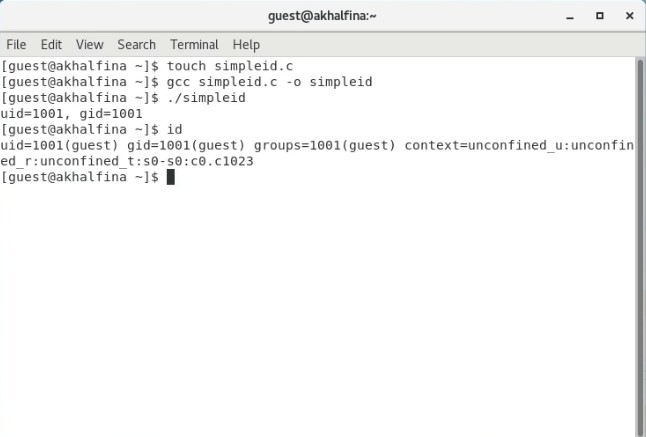 guest@akhalfina:~
File Edit View Search Terminal Help
[guest@akhalfina ~]$ touch simpleid.c
[guest@akhalfina ~]$ gcc simpleid.c -o simpleid
[guest@akhalfina ~]$ ./simpleid
uid=1001, gid=1001
[guest@akhalfina ~]$ id
uid=1001(guest) gid=1001(guest) groups=1001(guest) context=unconfined_u:unconfin
ed_r:unconfined_t:s0-s0:c0.c1023
[guest@akhalfina ~]$